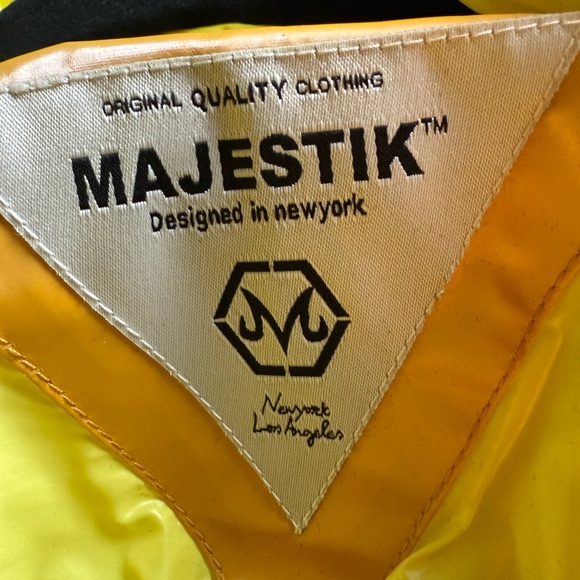 ORIGINAL QUALITY CLOTHING
MAJESTIK™
Designed in newyork
Newyork
Los Angeles